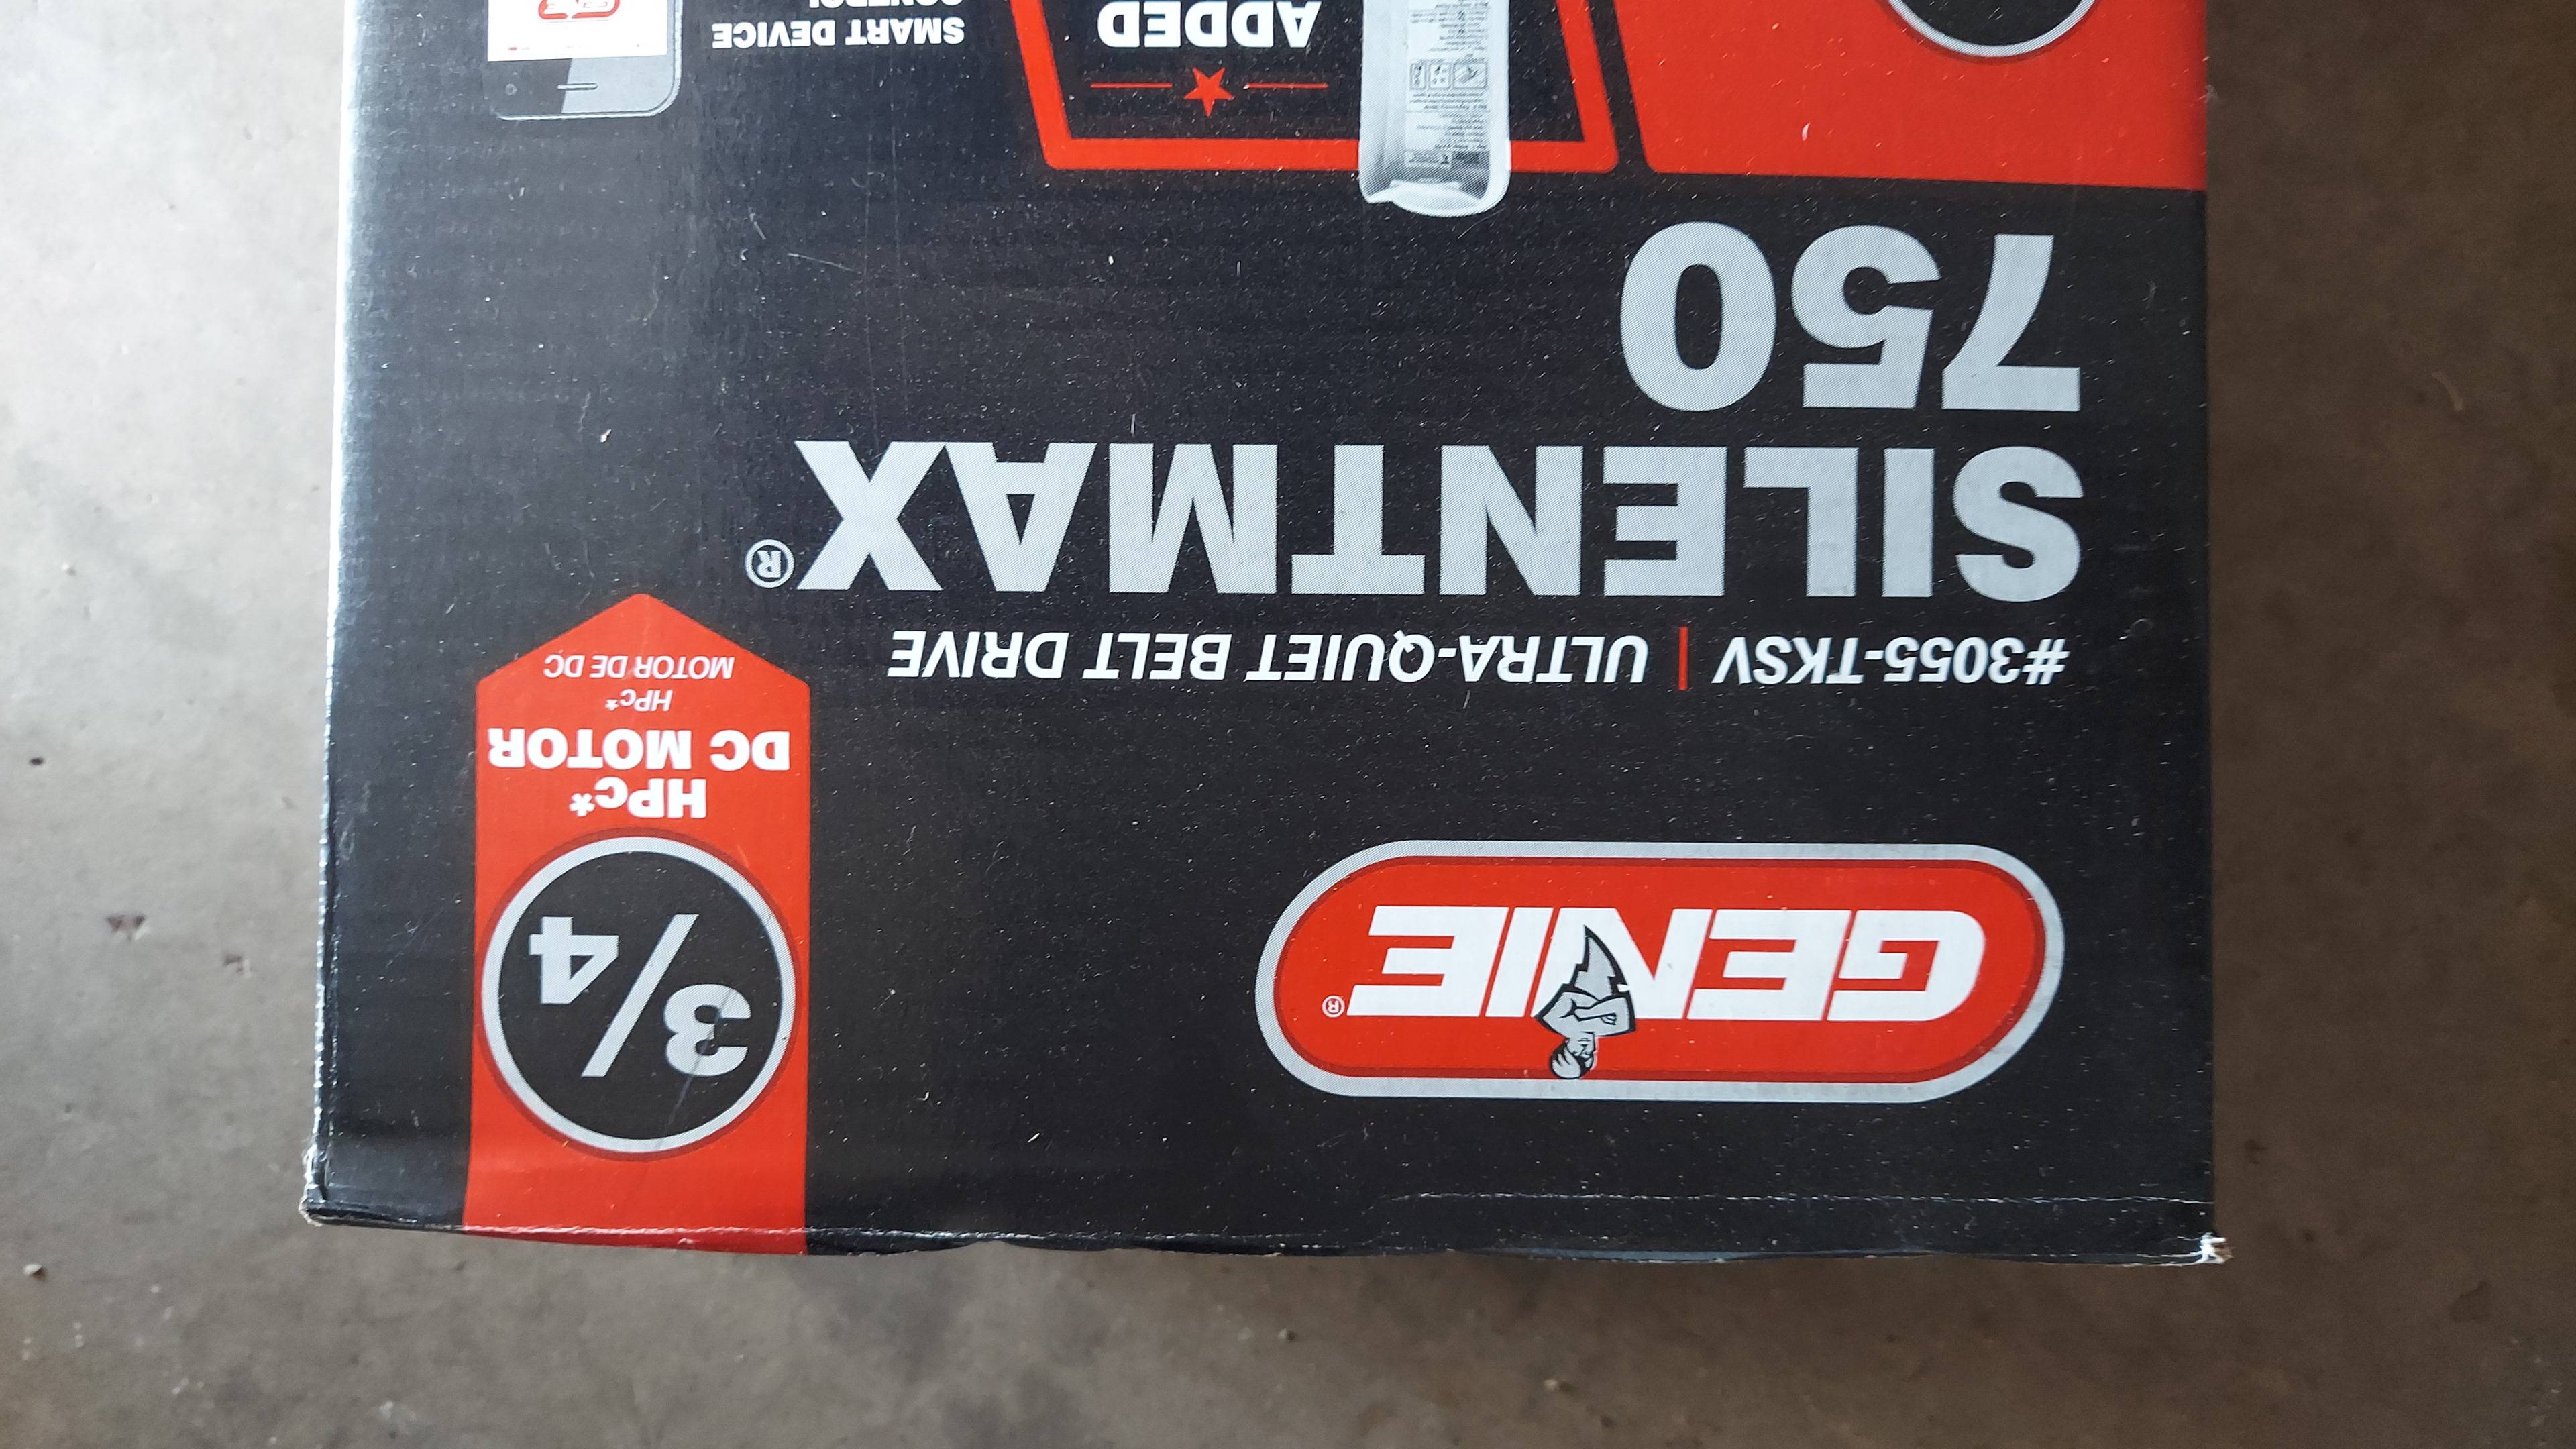 GENIE®
3/4
HPc*
DC MOTOR
HPc*
MOTOR DE DC
#3055-TKSV | ULTRA-QUIET BELT DRIVE
SILENTMAX®
750
ADDED
SMART DEVICE